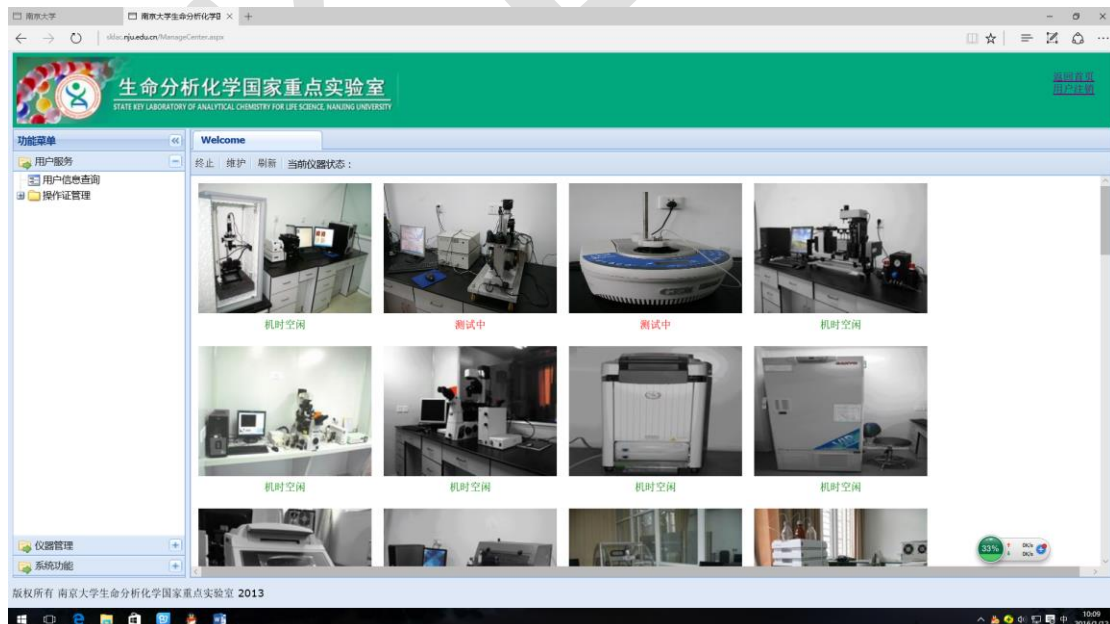 南京大学
南京大学生命分析化学国
sklac.nju.edu.cn/ManageCenter.aspx
生命分析化学国家重点实验室
STATE KEY LABORATORY OF ANALYTICAL CHEMISTRY FOR LIFE SCIENCE, NANJING UNIVERSITY
返回首页
用户注销
功能菜单
Welcome
用户服务
终止 维护 刷新 当前仪器状态：
用户信息查询
操作证管理
机时空闲 测试中 测试中 机时空闲
机时空闲 机时空闲 机时空闲 机时空闲
仪器管理
系统功能
33%
0K/s
0K/s
版权所有 南京大学生命分析化学国家重点实验室 2013
中
10:09